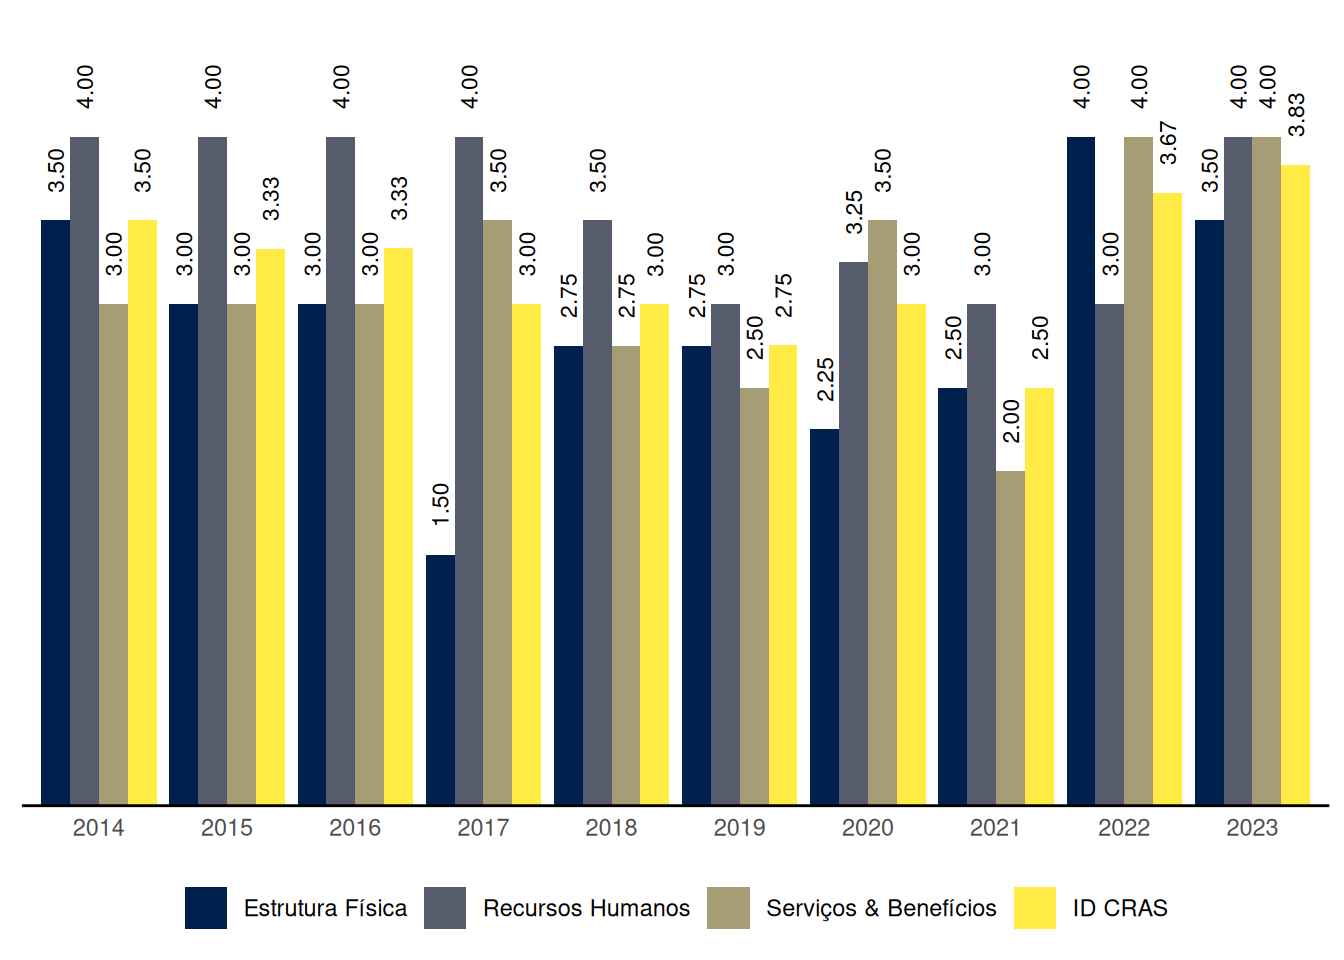 3.50 4.00 3.00 3.50
3.00 4.00 3.00 3.33
3.00 4.00 3.00 3.33
1.50 4.00 3.50 3.00
2.75 3.50 2.75 3.00
2.75 3.00 2.50 2.75
2.25 3.25 3.50 3.00
2.50 3.00 2.00 2.50
4.00 3.00 4.00 3.67
3.50 4.00 4.00 3.83
2014 2015 2016 2017 2018 2019 2020 2021 2022 2023
Estrutura Física Recursos Humanos Serviços & Benefícios ID CRAS